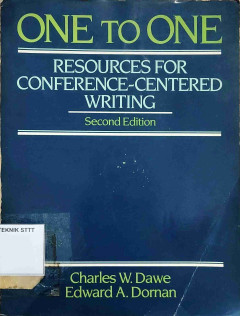 ONE TO ONE
RESOURCES FOR
CONFERENCE-CENTERED
WRITING
Second Edition
TEKNIK STTT
Charles W. Dawe
Edward A. Dornan